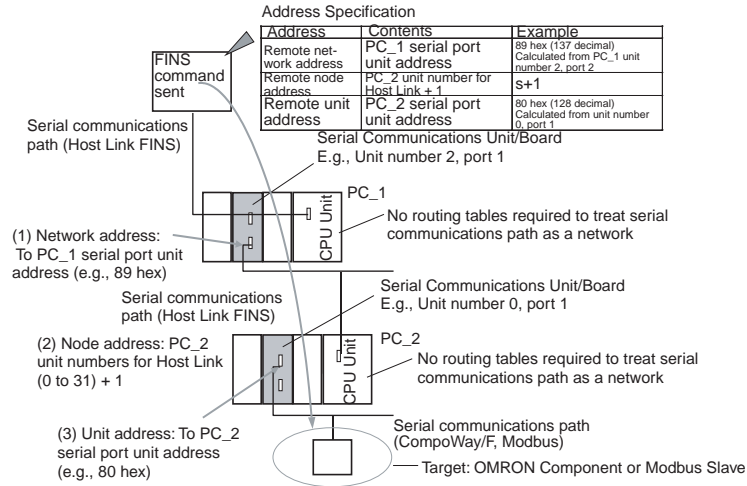 Address Specification
Address Contents Example
Remote net-
work address
PC_1 serial port
unit address
89 hex (137 decimal)
Calculated from PC_1 unit
number 2, port 2
Remote node
address
PC_2 unit number for
Host Link + 1
s+1
Remote unit
address
PC_2 serial port
unit address
80 hex (128 decimal)
Calculated from unit number
0, port 1
FINS
command
sent
Serial communications
path (Host Link FINS)
Serial Communications Unit/Board
E.g., Unit number 2, port 1
PC_1
CPU Unit
No routing tables required to treat serial
communications path as a network
(1) Network address:
To PC_1 serial port unit
address (e.g., 89 hex)
Serial communications
path (Host Link FINS)
Serial Communications Unit/Board
E.g., Unit number 0, port 1
(2) Node address: PC_2
unit numbers for Host Link
(0 to 31) + 1
PC_2
CPU Unit
No routing tables required to treat serial
communications path as a network
(3) Unit address: To PC_2
serial port unit address
(e.g., 80 hex)
Serial communications path
(CompoWay/F, Modbus)
Target: OMRON Component or Modbus Slave